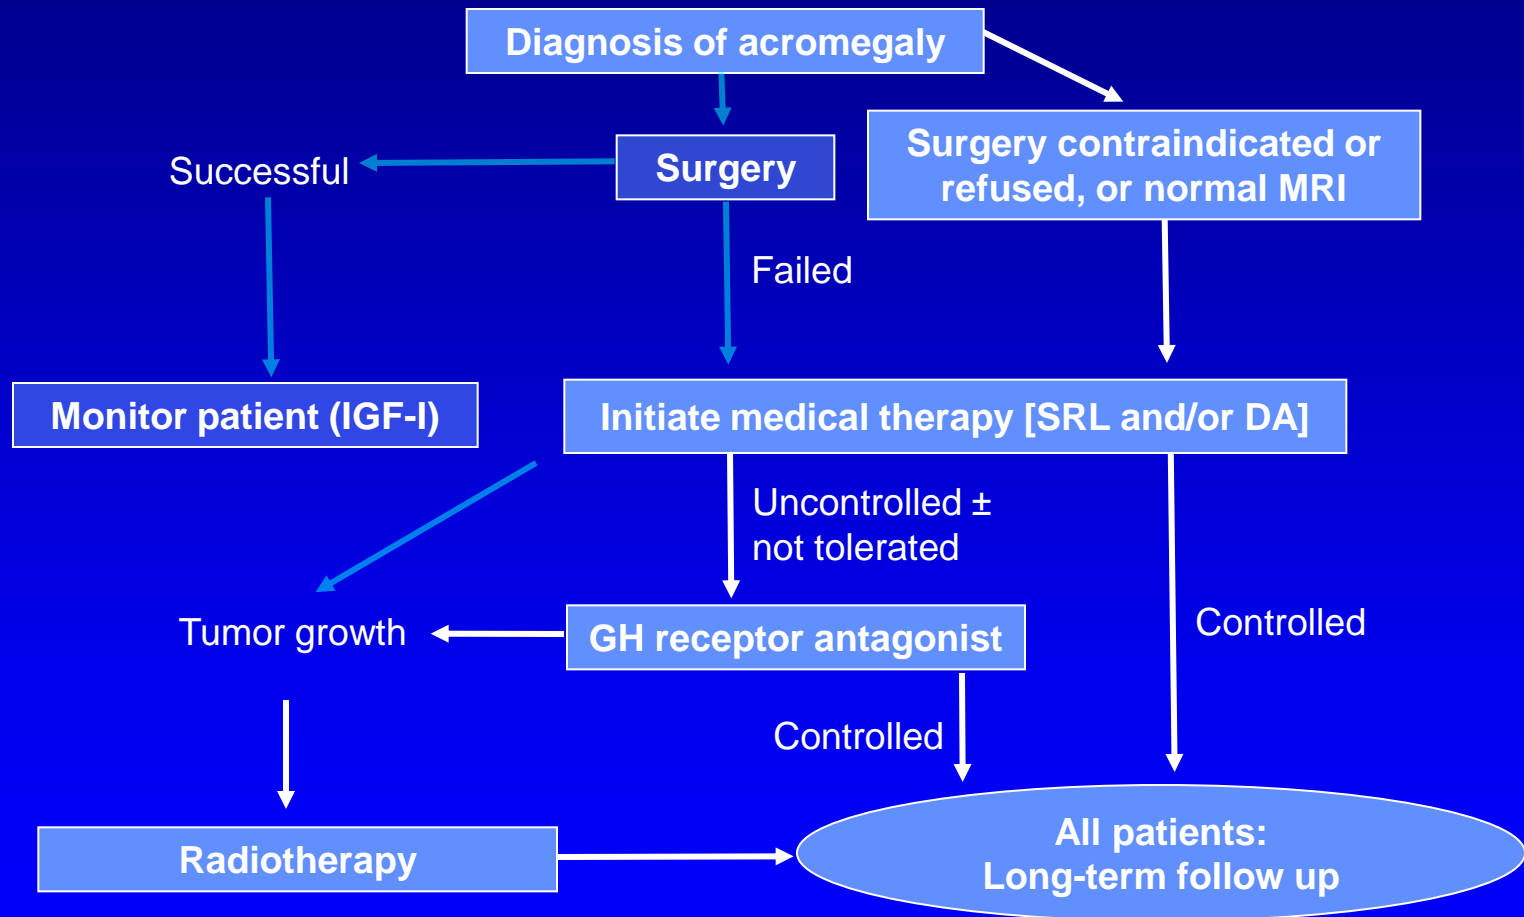 Diagnosis of acromegaly
Successful
Surgery
Surgery contraindicated or
refused, or normal MRI
Failed
Monitor patient (IGF-I)
Initiate medical therapy [SRL and/or DA]
Uncontrolled ±
not tolerated
Tumor growth
GH receptor antagonist
Controlled
Controlled
Radiotherapy
All patients:
Long-term follow up